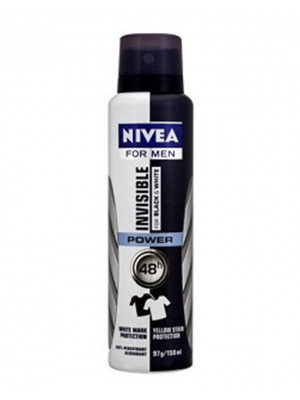 NIVEA
FOR MEN
INVISIBLE
FOR BLACK & WHITE
POWER
48h
WHITE MARK PROTECTION
YELLOW STAIN PROTECTION
ANTI-PERSPIRANT
DEODORANT
97g/150ml